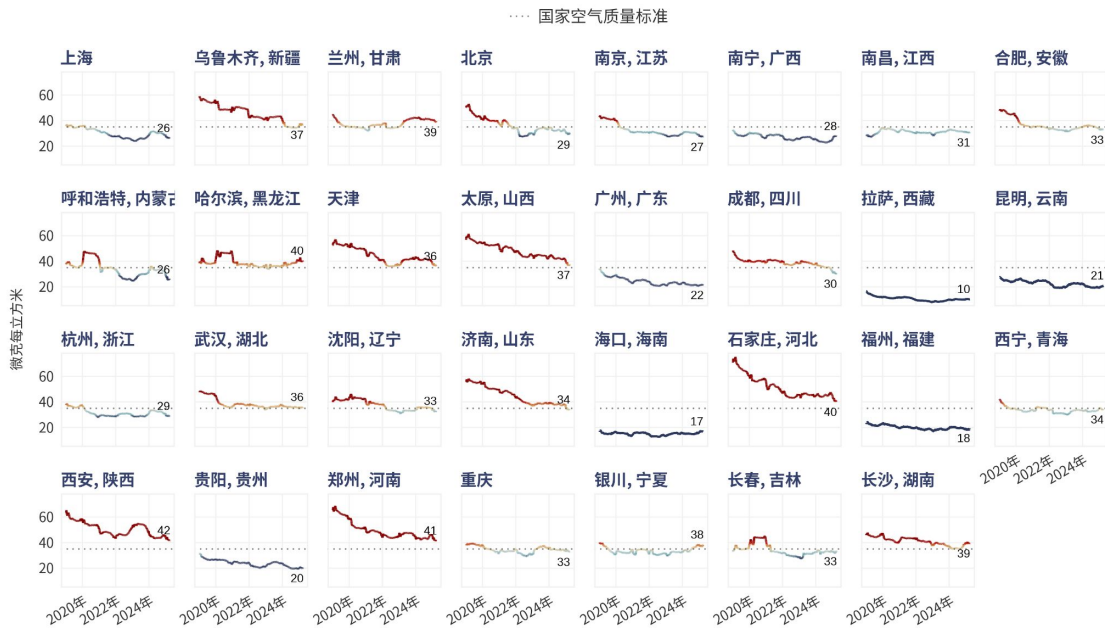 国家空气质量标准
上海
乌鲁木齐, 新疆
兰州, 甘肃
北京
南京, 江苏
南宁, 广西
南昌, 江西
合肥, 安徽
60
40
20
26
37
39
29
27
28
31
33
呼和浩特, 内蒙古
哈尔滨, 黑龙江
天津
太原, 山西
广州, 广东
成都, 四川
拉萨, 西藏
昆明, 云南
60
40
20
26
40
36
37
22
30
10
21
微克每立方米
杭州, 浙江
武汉, 湖北
沈阳, 辽宁
济南, 山东
海口, 海南
石家庄, 河北
福州, 福建
西宁, 青海
60
40
20
29
36
33
34
17
40
18
34
2020年
2022年
2024年
西安, 陕西
贵阳, 贵州
郑州, 河南
重庆
银川, 宁夏
长春, 吉林
长沙, 湖南
60
40
20
42
20
41
33
38
33
39
2020年
2022年
2024年
2020年
2022年
2024年
2020年
2022年
2024年
2020年
2022年
2024年
2020年
2022年
2024年
2020年
2022年
2024年
2020年
2022年
2024年